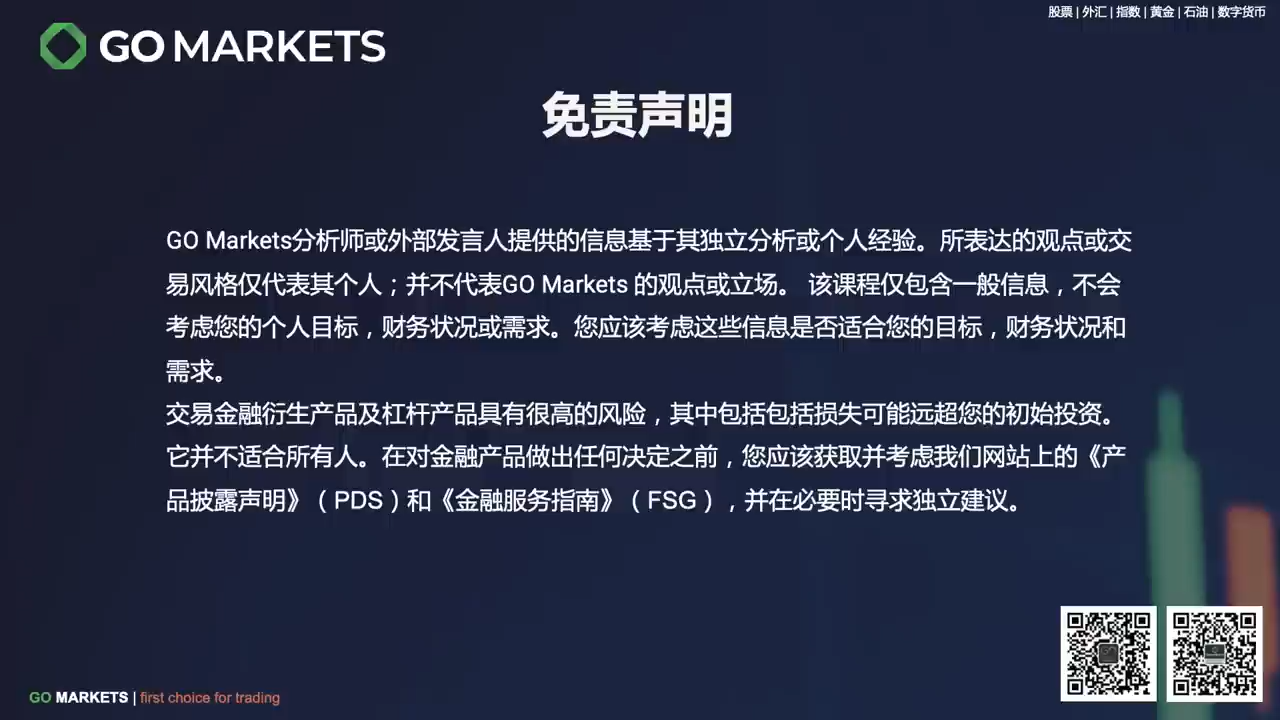 股票 | 外汇 | 指数 | 黄金 | 石油 | 数字货币
GO MARKETS
免责声明
GO Markets分析师或外部发言人提供的信息基于其独立分析或个人经验。所表达的观点或交
易风格仅代表其个人；并不代表GO Markets 的观点或立场。 该课程仅包含一般信息，不会
考虑您的个人目标，财务状况或需求。您应该考虑这些信息是否适合您的目标，财务状况和
需求。
交易金融衍生产品及杠杆产品具有很高的风险，其中包括包括损失可能远超您的初始投资。
它并不适合所有人。在对金融产品做出任何决定之前，您应该获取并考虑我们网站上的《产
品披露声明》（PDS）和《金融服务指南》（FSG），并在必要时寻求独立建议。
GO MARKETS | first choice for trading